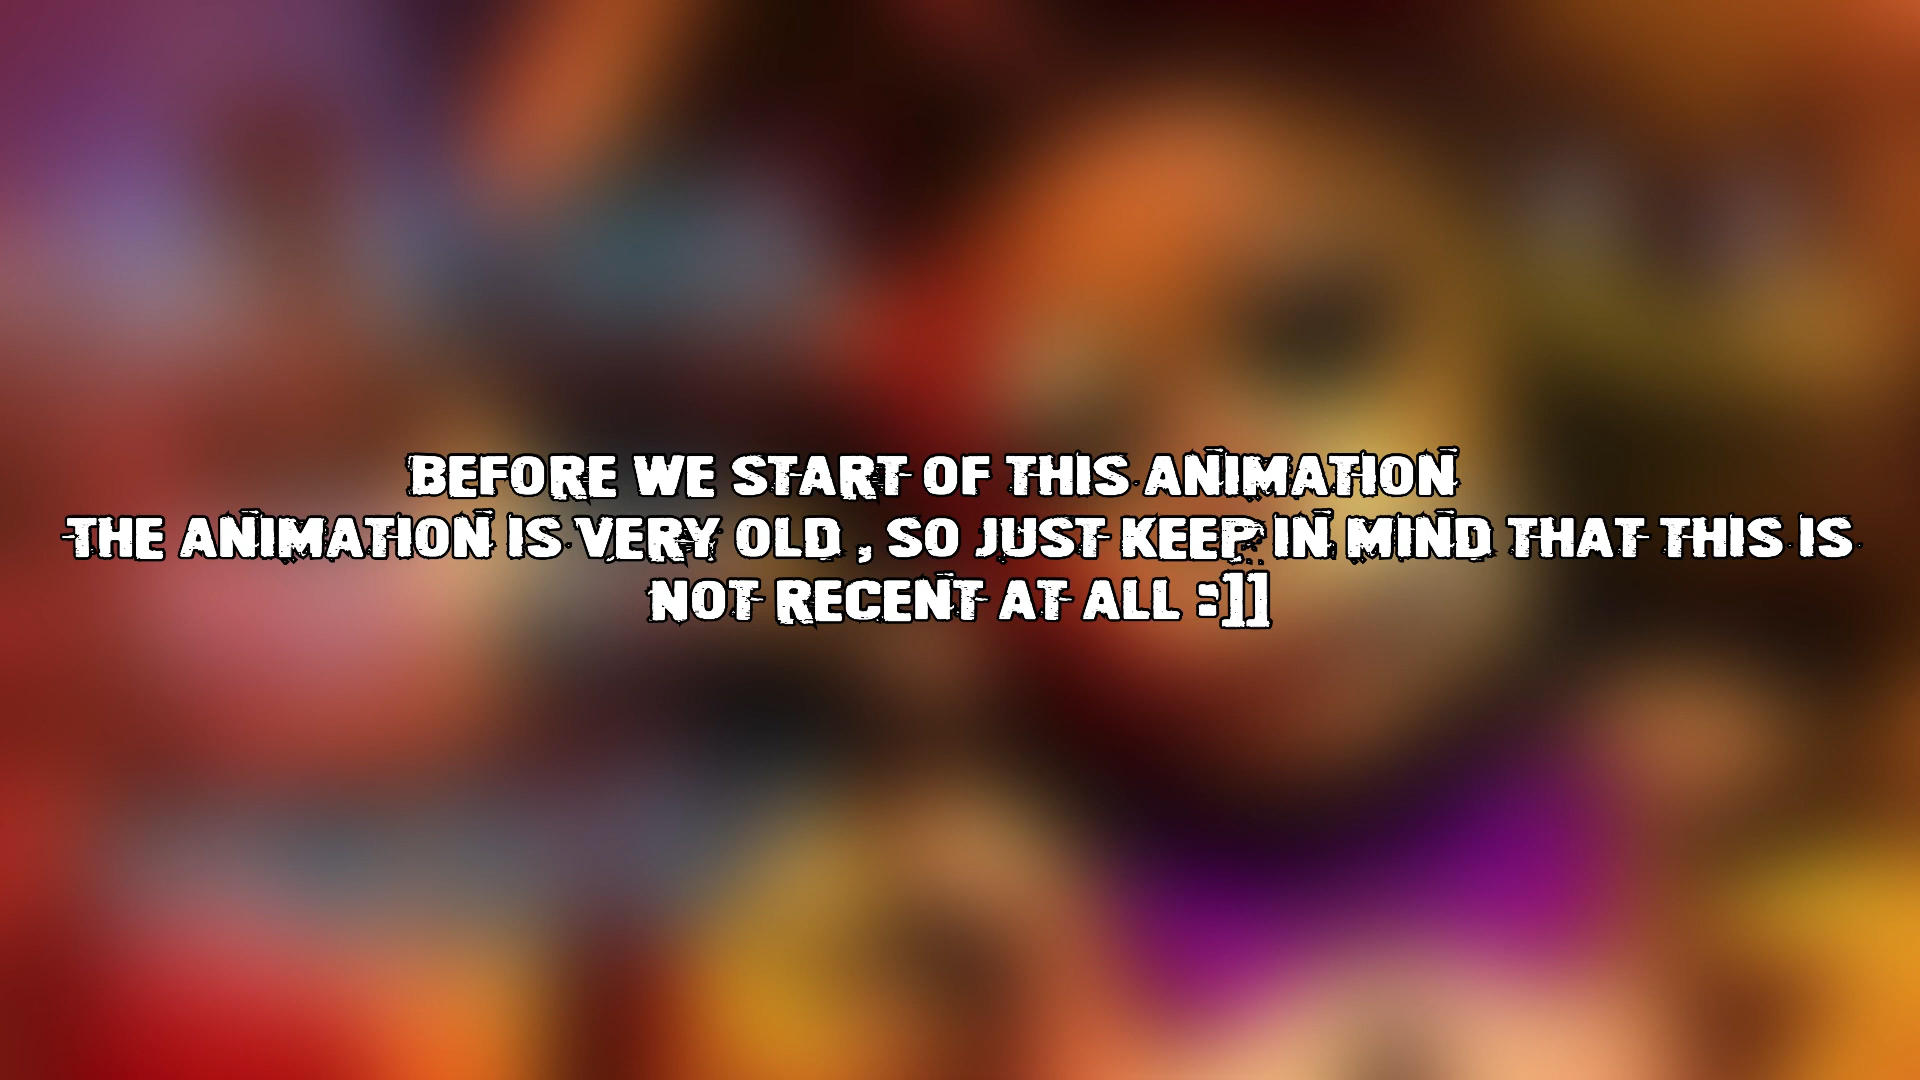 BEFORE WE START OF THIS ANIMATION
THE ANIMATION IS VERY OLD , SO JUST KEEP IN MIND THAT THIS IS
NOT RECENT AT ALL :]]